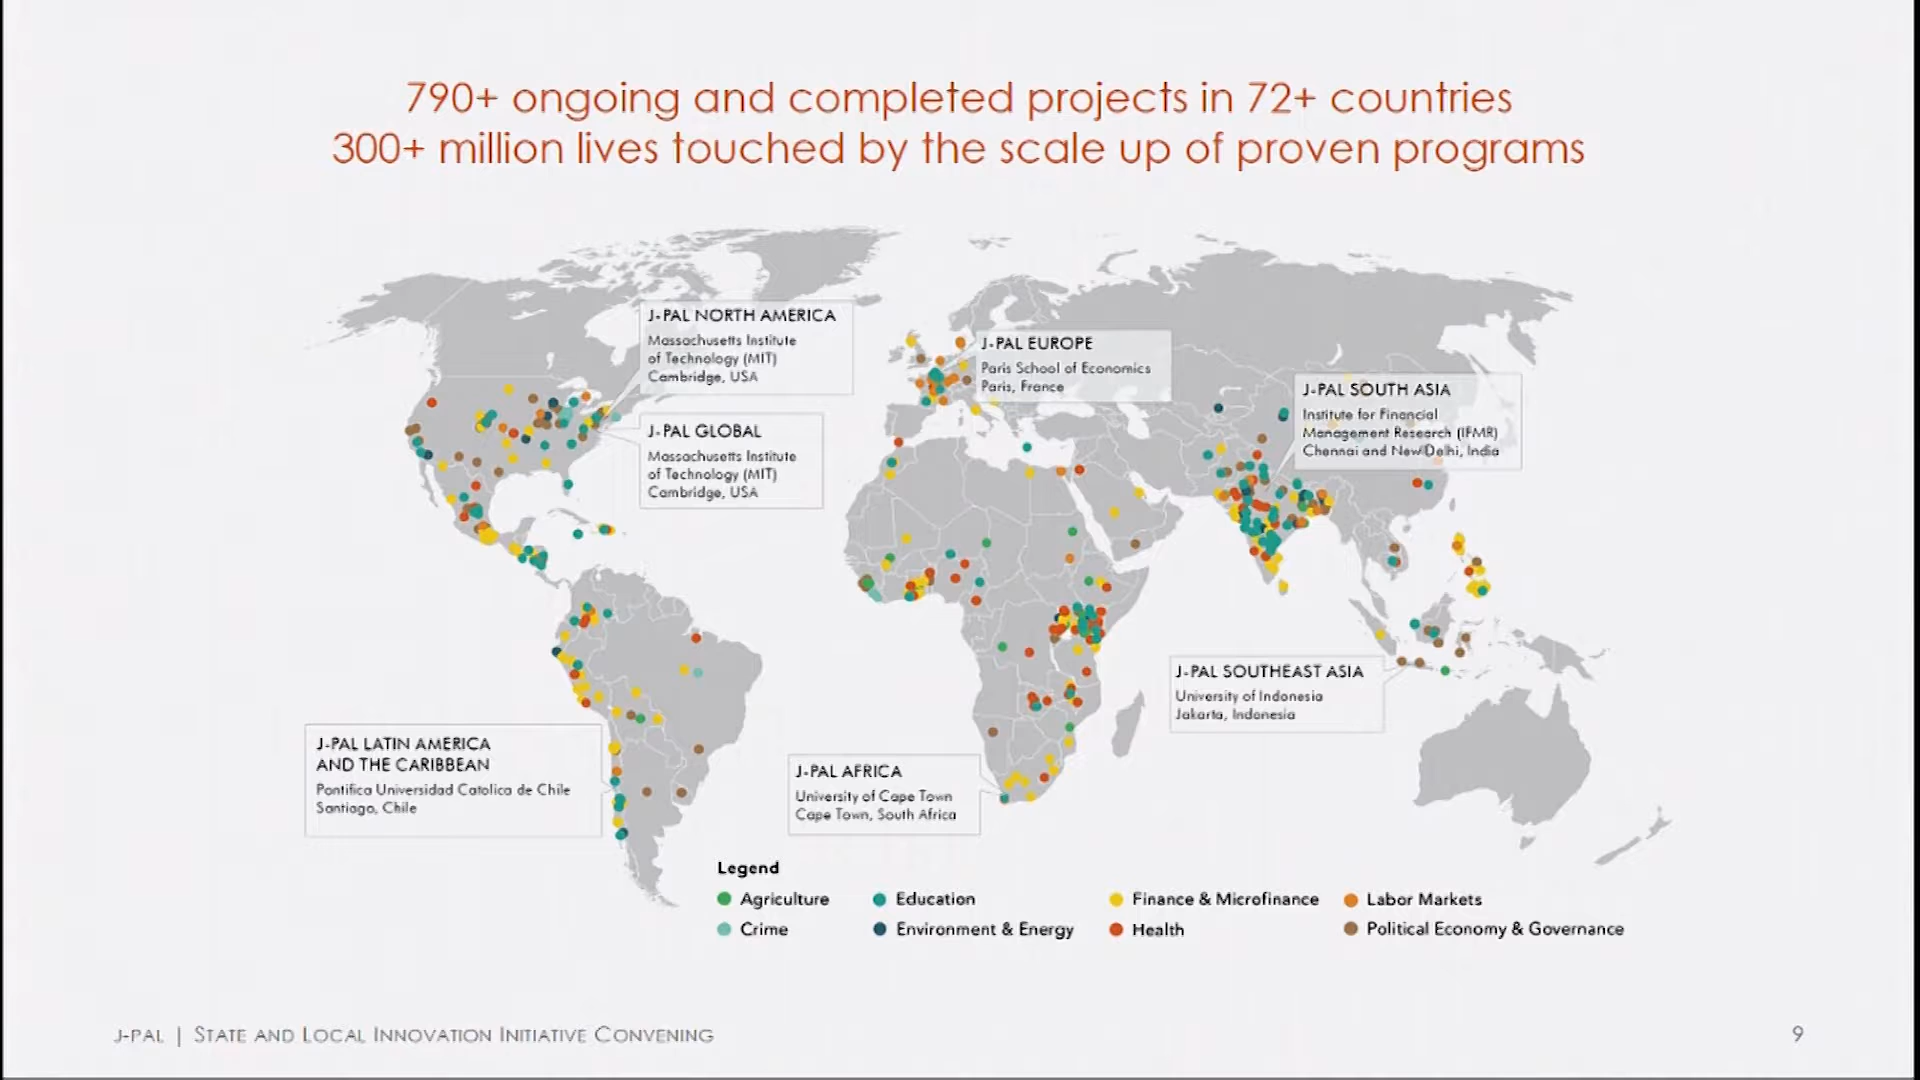 790+ ongoing and completed projects in 72+ countries
300+ million lives touched by the scale up of proven programs
J-PAL NORTH AMERICA
Massachusetts Institute
of Technology (MIT)
Cambridge, USA
J-PAL GLOBAL
Massachusetts Institute
of Technology (MIT)
Cambridge, USA
J-PAL EUROPE
Paris School of Economics
Paris, France
J-PAL SOUTH ASIA
Institute for Financial
Management Research (IFMR)
Chennai and New Delhi, India
J-PAL SOUTHEAST ASIA
University of Indonesia
Jakarta, Indonesia
J-PAL LATIN AMERICA
AND THE CARIBBEAN
Pontifica Universidad Catolica de Chile
Santiago, Chile
J-PAL AFRICA
University of Cape Town
Cape Town, South Africa
Legend
Agriculture
Education
Finance & Microfinance
Labor Markets
Crime
Environment & Energy
Health
Political Economy & Governance
J-PAL | STATE AND LOCAL INNOVATION INITIATIVE CONVENING
9